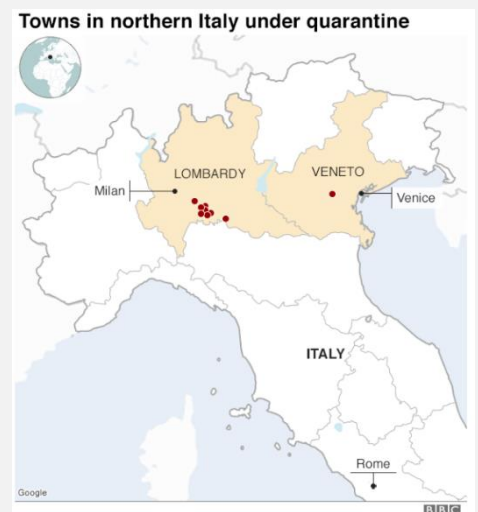 Towns in northern Italy under quarantine
LOMBARDY
VENETO
Milan
Venice
ITALY
Rome
Google
BBC